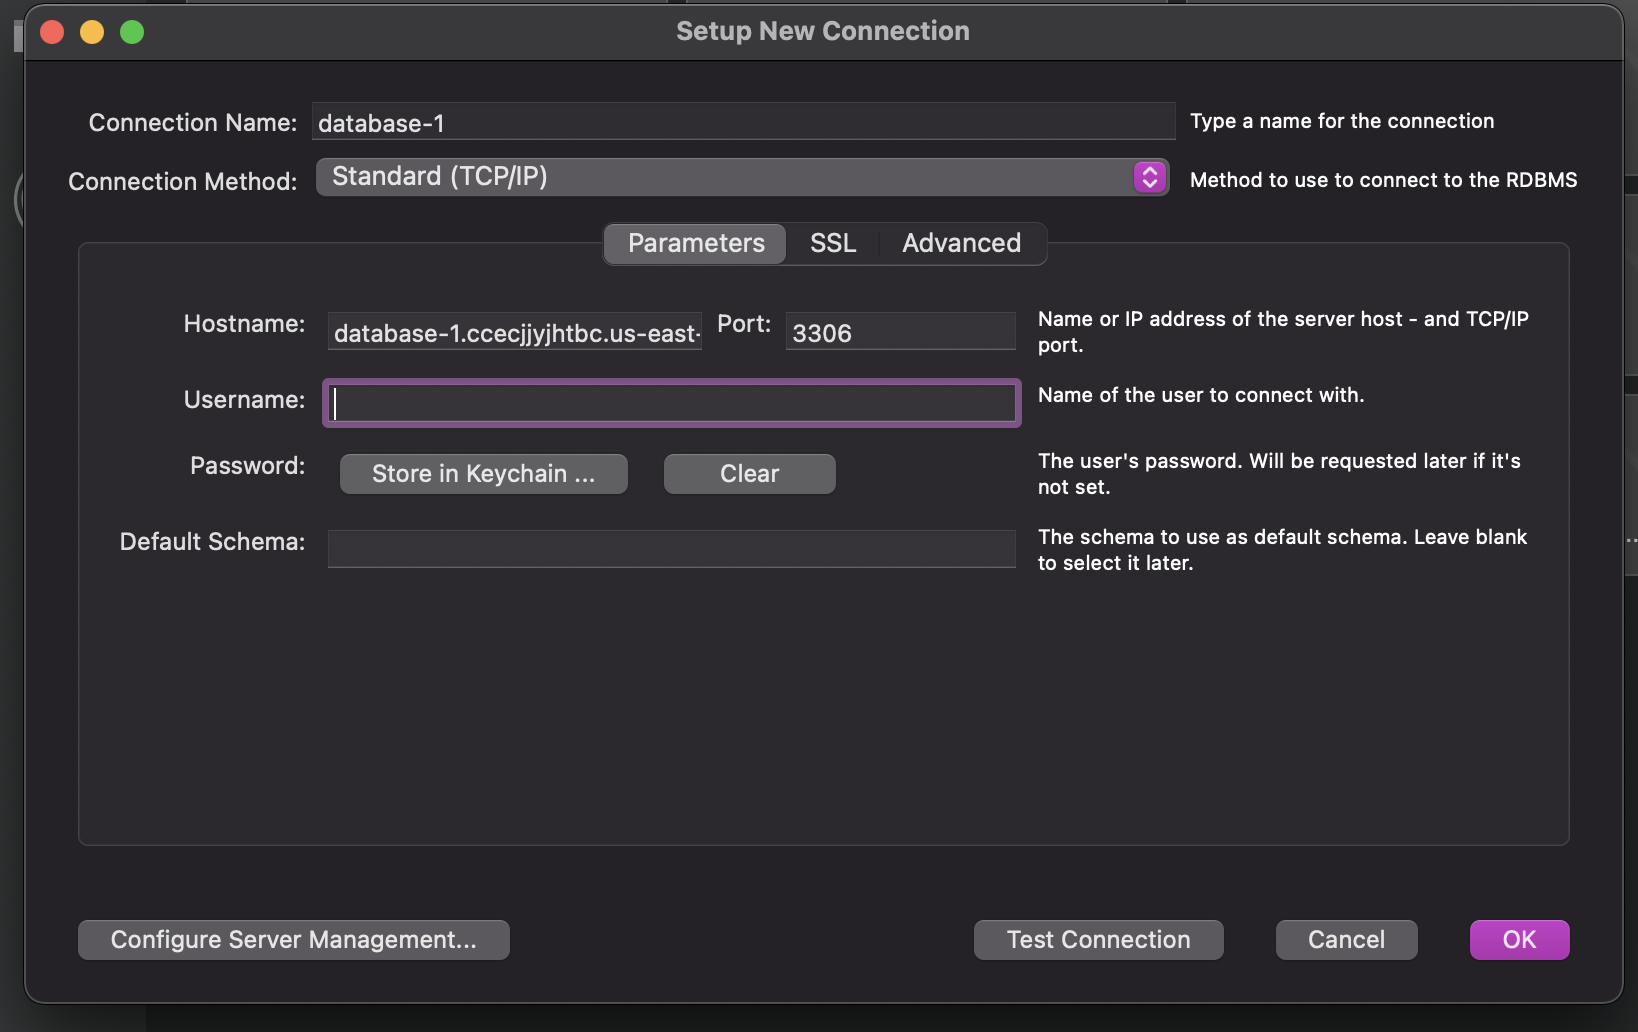 Setup New Connection
Connection Name: database-1 Type a name for the connection
Connection Method: Standard (TCP/IP) Method to use to connect to the RDBMS
Parameters SSL Advanced
Hostname: database-1.ccecjjyjhtbc.us-east- Port: 3306 Name or IP address of the server host - and TCP/IP
port.
Username: Name of the user to connect with.
Password: Store in Keychain ... Clear The user's password. Will be requested later if it's
not set.
Default Schema: The schema to use as default schema. Leave blank
to select it later.
Configure Server Management... Test Connection Cancel OK